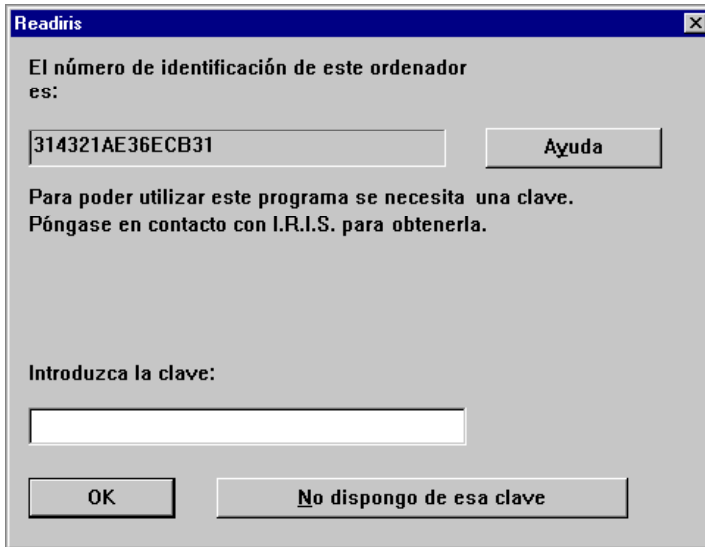 Readiris
El número de identificación de este ordenador
es:
314321AE36ECB31
Ayuda
Para poder utilizar este programa se necesita una clave.
Póngase en contacto con I.R.I.S. para obtenerla.
Introduzca la clave:
OK
No dispongo de esa clave